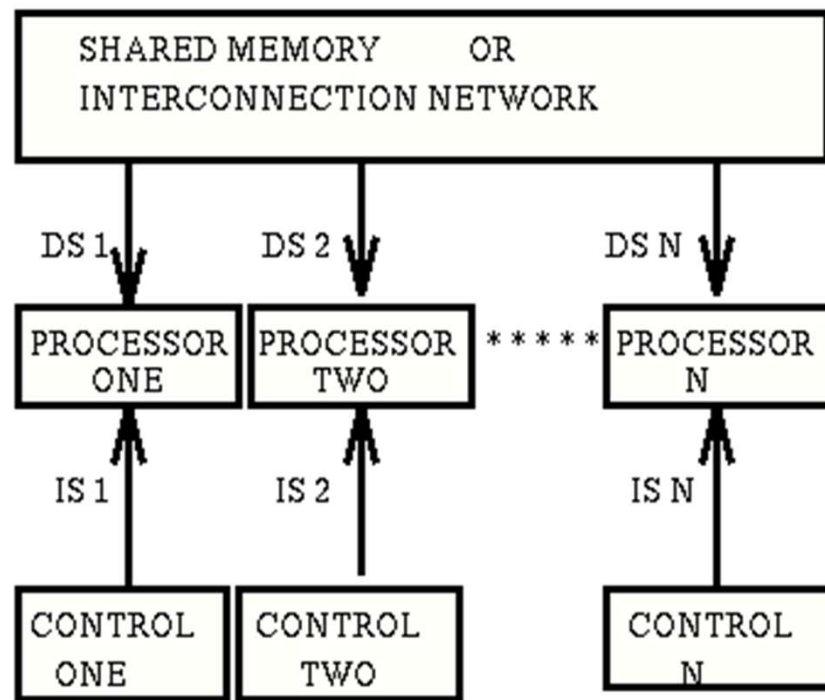 SHARED MEMORY OR
INTERCONNECTION NETWORK
DS 1
DS 2
DS N
PROCESSOR
ONE
PROCESSOR
TWO
* * * * *
PROCESSOR
N
IS 1
IS 2
IS N
CONTROL
ONE
CONTROL
TWO
CONTROL
N